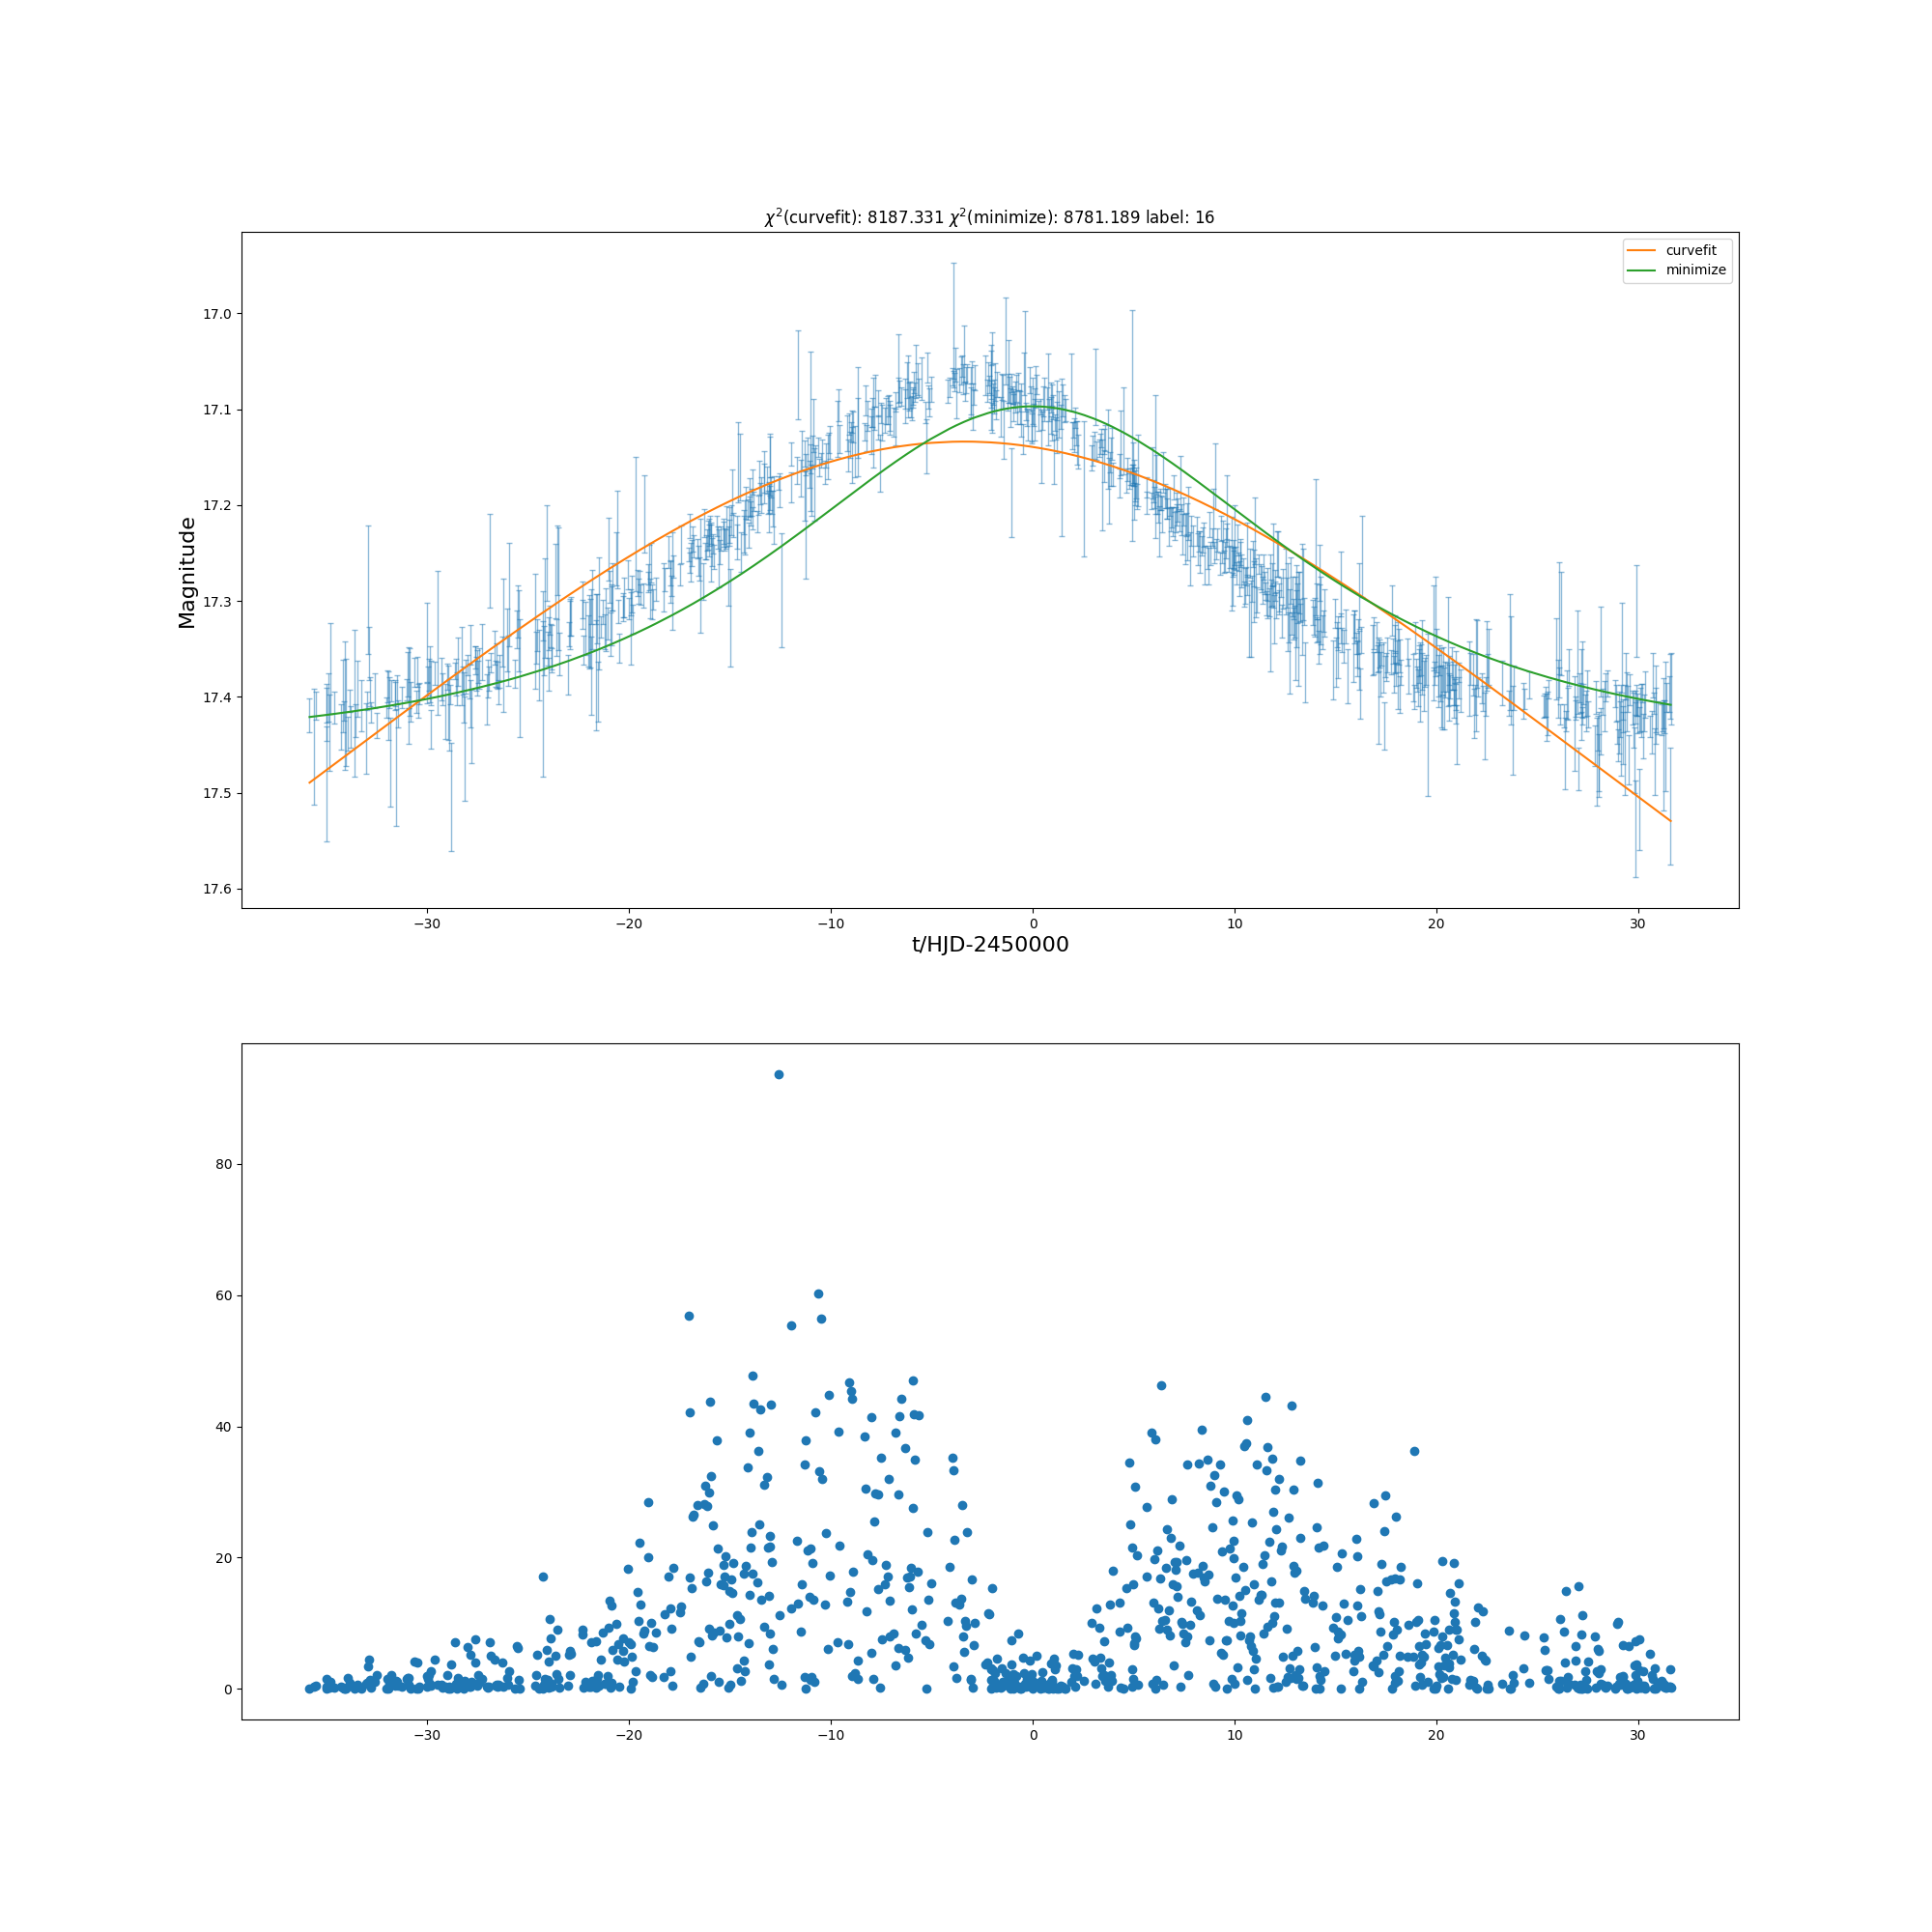 χ²(curvefit): 8187.331 χ²(minimize): 8781.189 label: 16
curvefit
minimize
Magnitude
17.0
17.1
17.2
17.3
17.4
17.5
17.6
−30 −20 −10 0 10 20 30
t/HJD-2450000
80
60
40
20
0
−30 −20 −10 0 10 20 30